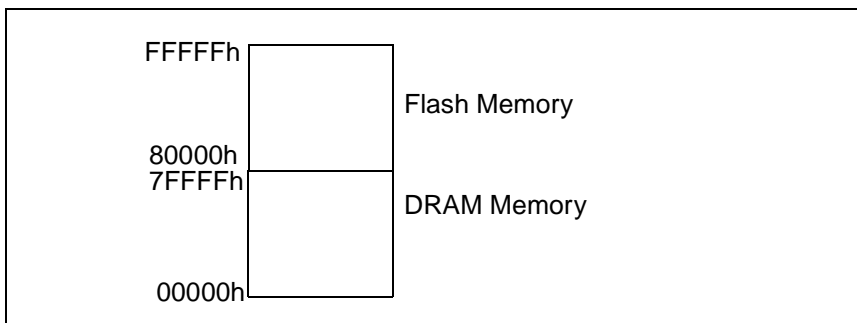 FFFFFh
Flash Memory
80000h
7FFFFh
DRAM Memory
00000h